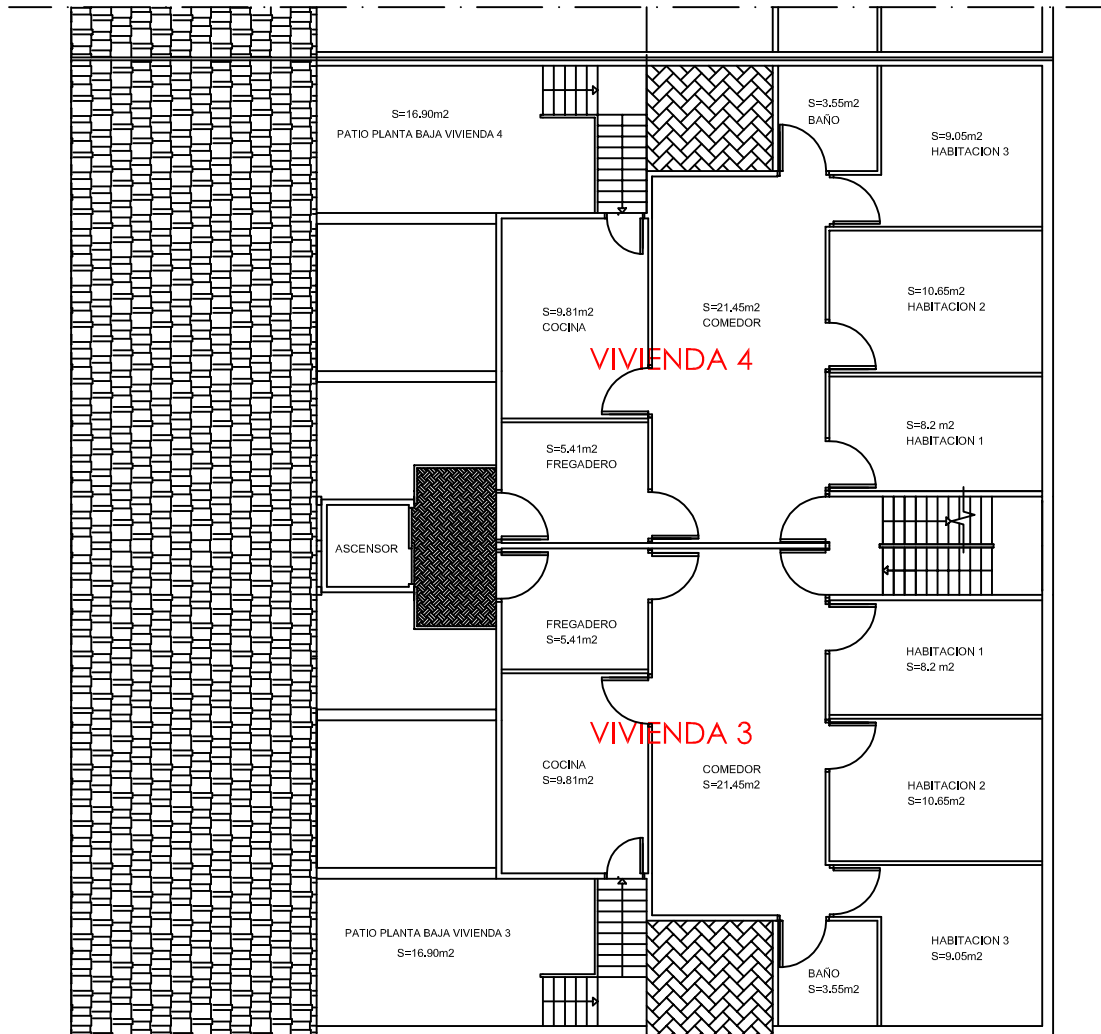 S=16.90m2
PATIO PLANTA BAJA VIVIENDA 4
S=3.55m2
BAÑO
S=9.05m2
HABITACION 3
S=9.81m2
COCINA
S=21.45m2
COMEDOR
S=10.65m2
HABITACION 2
VIVIENDA 4
S=5.41m2
FREGADERO
S=8.2 m2
HABITACION 1
ASCENSOR
FREGADERO
S=5.41m2
HABITACION 1
S=8.2 m2
VIVIENDA 3
COCINA
S=9.81m2
COMEDOR
S=21.45m2
HABITACION 2
S=10.65m2
PATIO PLANTA BAJA VIVIENDA 3
S=16.90m2
BAÑO
S=3.55m2
HABITACION 3
S=9.05m2